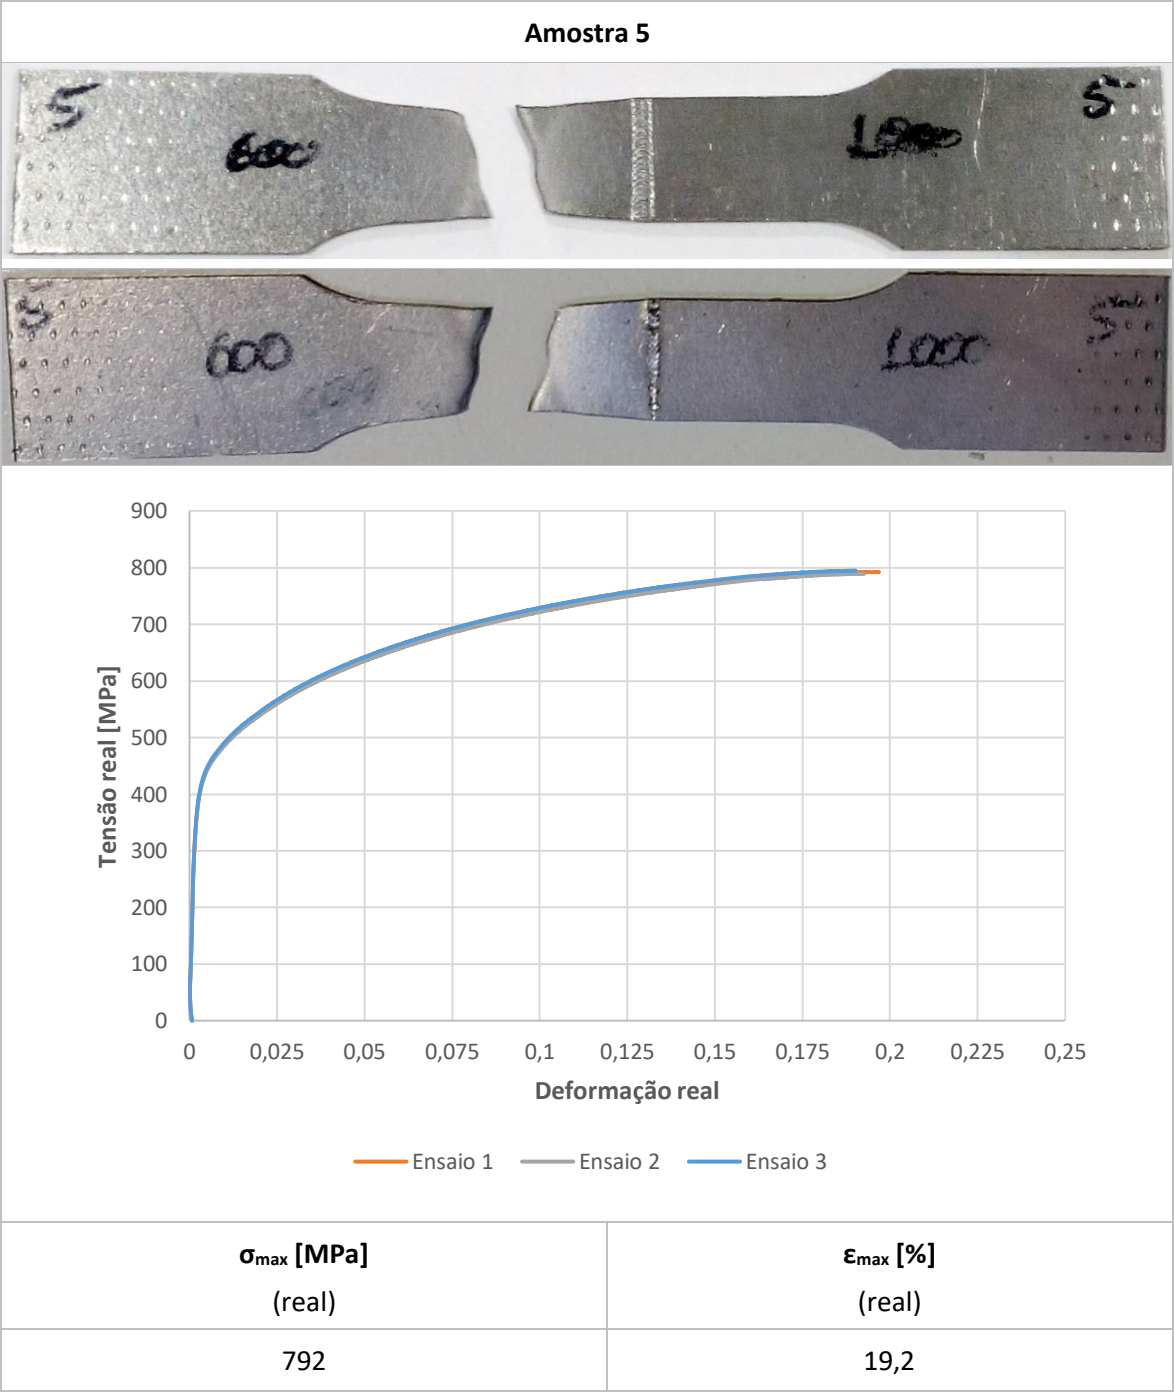 Amostra 5
5 600 1000 5
5 600 1000 5
900
800
700
600
500
400
300
200
100
0
Tensão real [MPa]
0 0,025 0,05 0,075 0,1 0,125 0,15 0,175 0,2 0,225 0,25
Deformação real
Ensaio 1 Ensaio 2 Ensaio 3
σmax [MPa] εmax [%]
(real) (real)
792 19,2